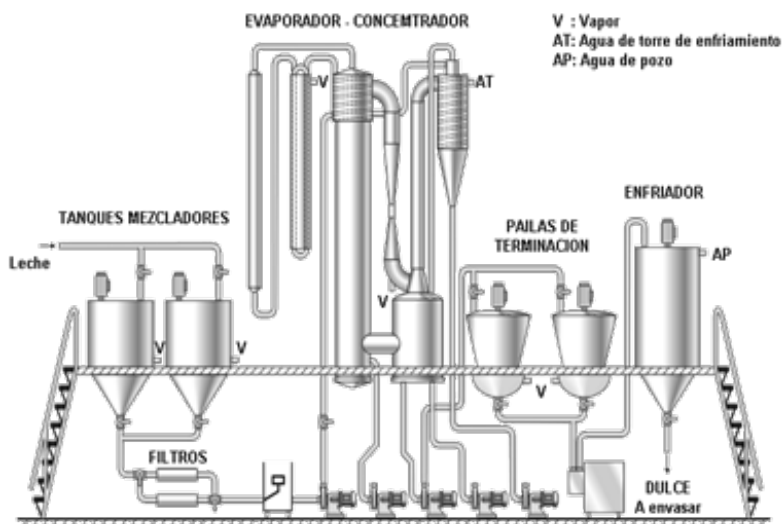 EVAPORADOR - CONCEMTRADOR
V : Vapor
AT: Agua de torre de enfriamiento
AP: Agua de pozo
V
AT
TANQUES MEZCLADORES
Leche
PAILAS DE
TERMINACION
ENFRIADOR
AP
V
V
V
V
FILTROS
DULCE
A envasar